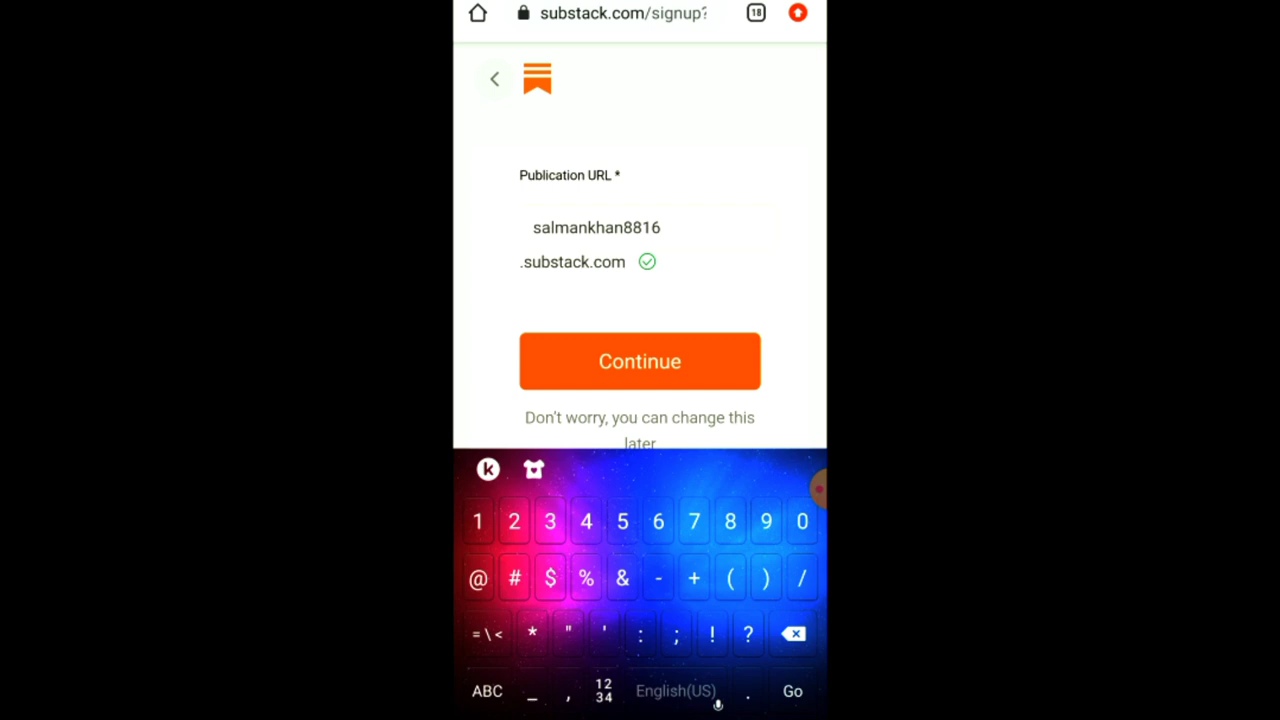 substack.com/signup?
18
Publication URL *
salmankhan8816
.substack.com
Continue
Don't worry, you can change this
later
k
1 2 3 4 5 6 7 8 9 0
@ # $ % & - + ( ) /
=\< * " ' : ; ! ?
ABC _ , 12 34 English(US) . Go